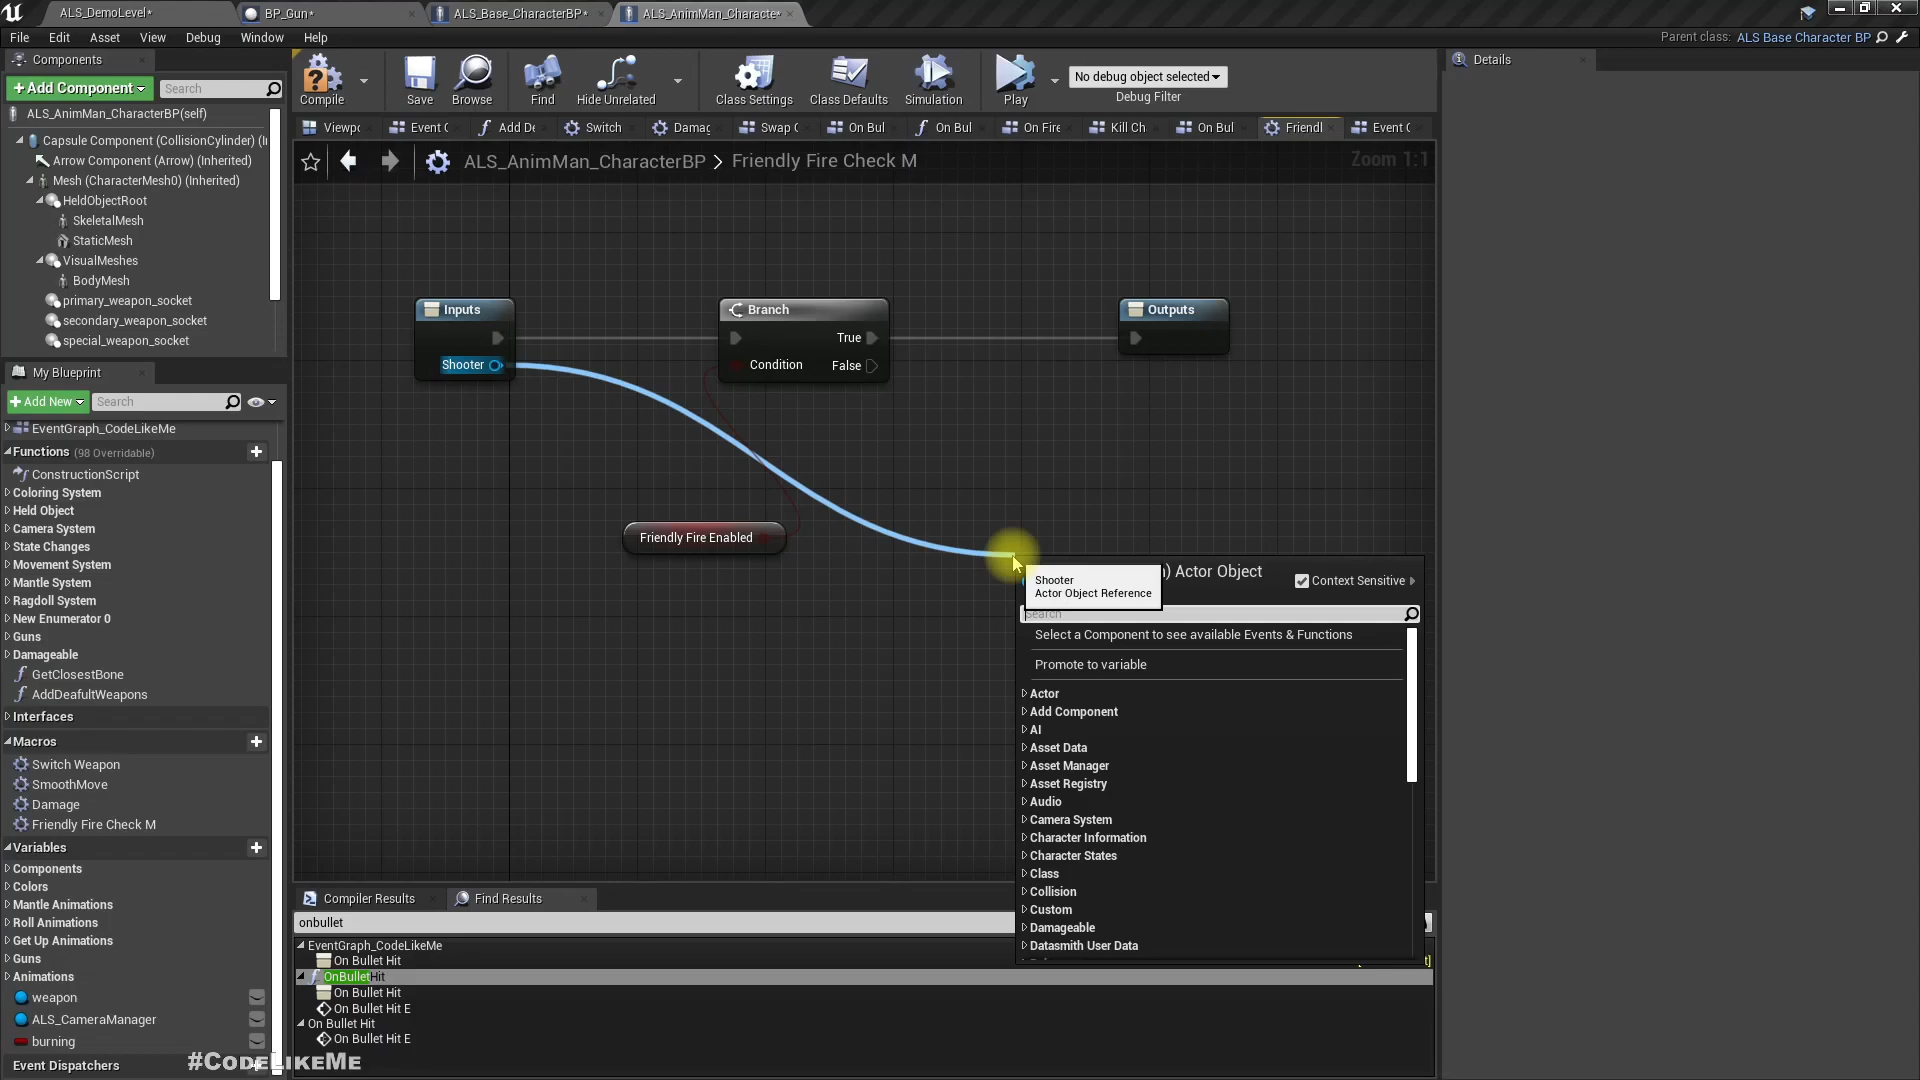 ALS_DemoLevel*
BP_Gun*
ALS_Base_CharacterBP*
ALS_AnimMan_Characte*
File Edit Asset View Debug Window Help
Parent class: ALS Base Character BP
Components
+Add Component
Search
ALS_AnimMan_CharacterBP(self)
Capsule Component (CollisionCylinder) (I
Arrow Component (Arrow) (Inherited)
Mesh (CharacterMesh0) (Inherited)
HeldObjectRoot
SkeletalMesh
StaticMesh
VisualMeshes
BodyMesh
primary_weapon_socket
secondary_weapon_socket
special_weapon_socket
My Blueprint
+Add New
Search
EventGraph_CodeLikeMe
Functions (98 Overridable)
ConstructionScript
Coloring System
Held Object
Camera System
State Changes
Movement System
Mantle System
Ragdoll System
New Enumerator 0
Guns
Damageable
GetClosestBone
AddDeafultWeapons
Interfaces
Macros
Switch Weapon
SmoothMove
Damage
Friendly Fire Check M
Variables
Components
Colors
Mantle Animations
Roll Animations
Get Up Animations
Guns
Animations
weapon
ALS_CameraManager
burning
Event Dispatchers
Compile
Save
Browse
Find
Hide Unrelated
Class Settings
Class Defaults
Simulation
Play
No debug object selected
Debug Filter
Viewpo
Event G
Add De
Switch
Damag
Swap C
On Bul
On Bul
On Fire
Kill Ch
On Bul
Friendl
Event G
ALS_AnimMan_CharacterBP > Friendly Fire Check M
Zoom 1:1
Inputs
Shooter
Branch
True
Condition
False
Outputs
Friendly Fire Enabled
Shooter
Actor Object Reference
) Actor Object
Context Sensitive
Search
Select a Component to see available Events & Functions
Promote to variable
Actor
Add Component
AI
Asset Data
Asset Manager
Asset Registry
Audio
Camera System
Character Information
Character States
Class
Collision
Custom
Damageable
Datasmith User Data
Compiler Results
Find Results
onbullet
EventGraph_CodeLikeMe
On Bullet Hit
OnBulletHit
On Bullet Hit
On Bullet Hit E
On Bullet Hit
On Bullet Hit E
Details
#CodeLikeMe